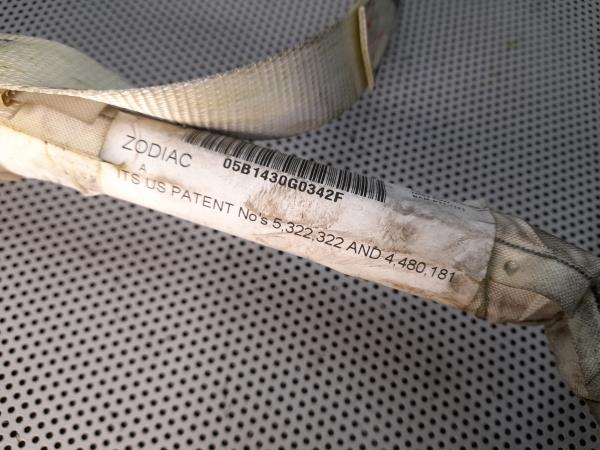 ZODIAC
05B1430G0342F
A
ITS US PATENT No's 5,322,322 AND 4,480,181